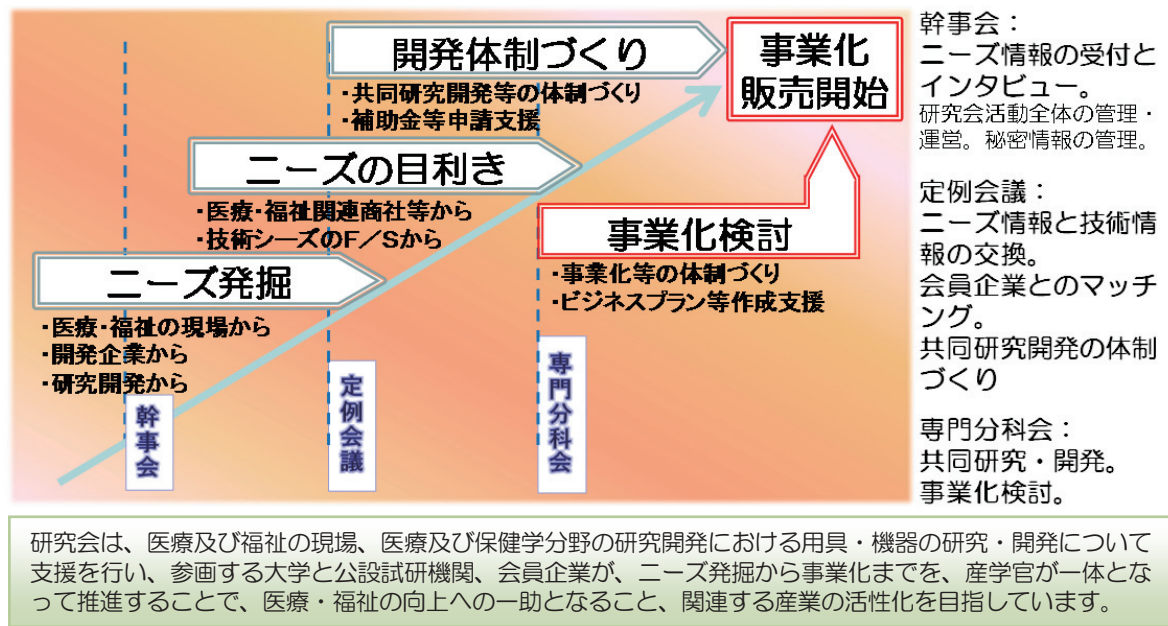 開発体制づくり
・共同研究開発等の体制づくり
・補助金等申請支援
事業化
販売開始
ニーズの目利き
・医療・福祉関連商社等から
・技術シーズのF／Sから
事業化検討
・事業化等の体制づくり
・ビジネスプラン等作成支援
ニーズ発掘
・医療・福祉の現場から
・開発企業から
・研究開発から
幹事会
定例会議
専門分科会
幹事会：
ニーズ情報の受付と
インタビュー。
研究会活動全体の管理・
運営。秘密情報の管理。
定例会議：
ニーズ情報と技術情
報の交換。
会員企業とのマッチ
ング。
共同研究開発の体制
づくり
専門分科会：
共同研究・開発。
事業化検討。
研究会は、医療及び福祉の現場、医療及び保健学分野の研究開発における用具・機器の研究・開発について
支援を行い、参画する大学と公設試研機関、会員企業が、ニーズ発掘から事業化までを、産学官が一体とな
って推進することで、医療・福祉の向上への一助となること、関連する産業の活性化を目指しています。